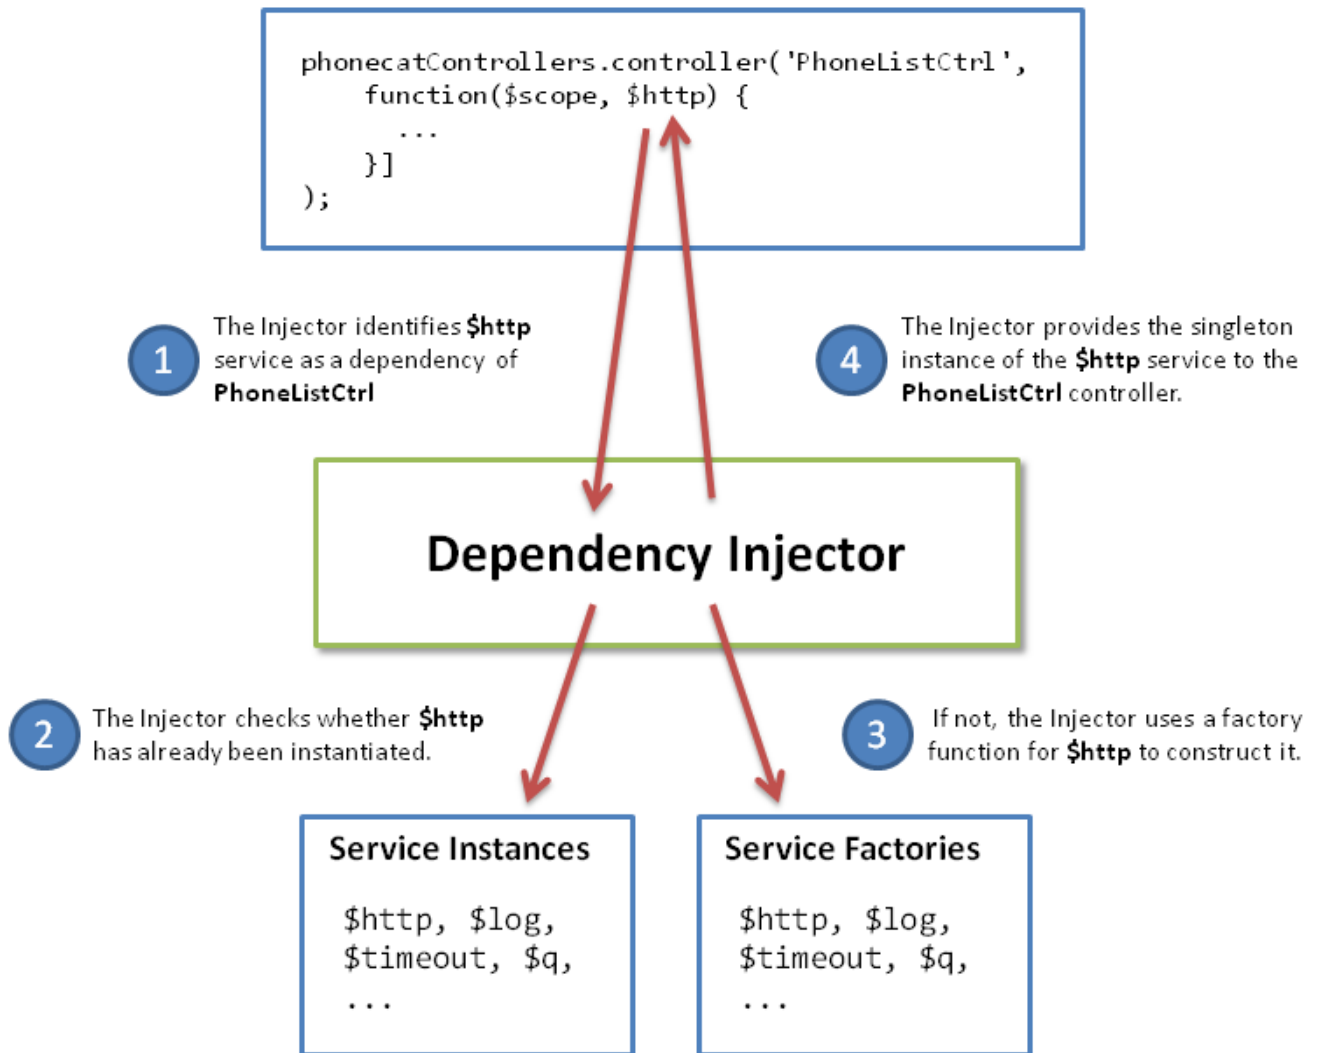 phonecatControllers.controller('PhoneListCtrl',
    function($scope, $http) {
      ...
    }]
);
1
The Injector identifies $http
service as a dependency of
PhoneListCtrl
4
The Injector provides the singleton
instance of the $http service to the
PhoneListCtrl controller.
Dependency Injector
2
The Injector checks whether $http
has already been instantiated.
3
If not, the Injector uses a factory
function for $http to construct it.
Service Instances
$http, $log,
$timeout, $q,
...
Service Factories
$http, $log,
$timeout, $q,
...